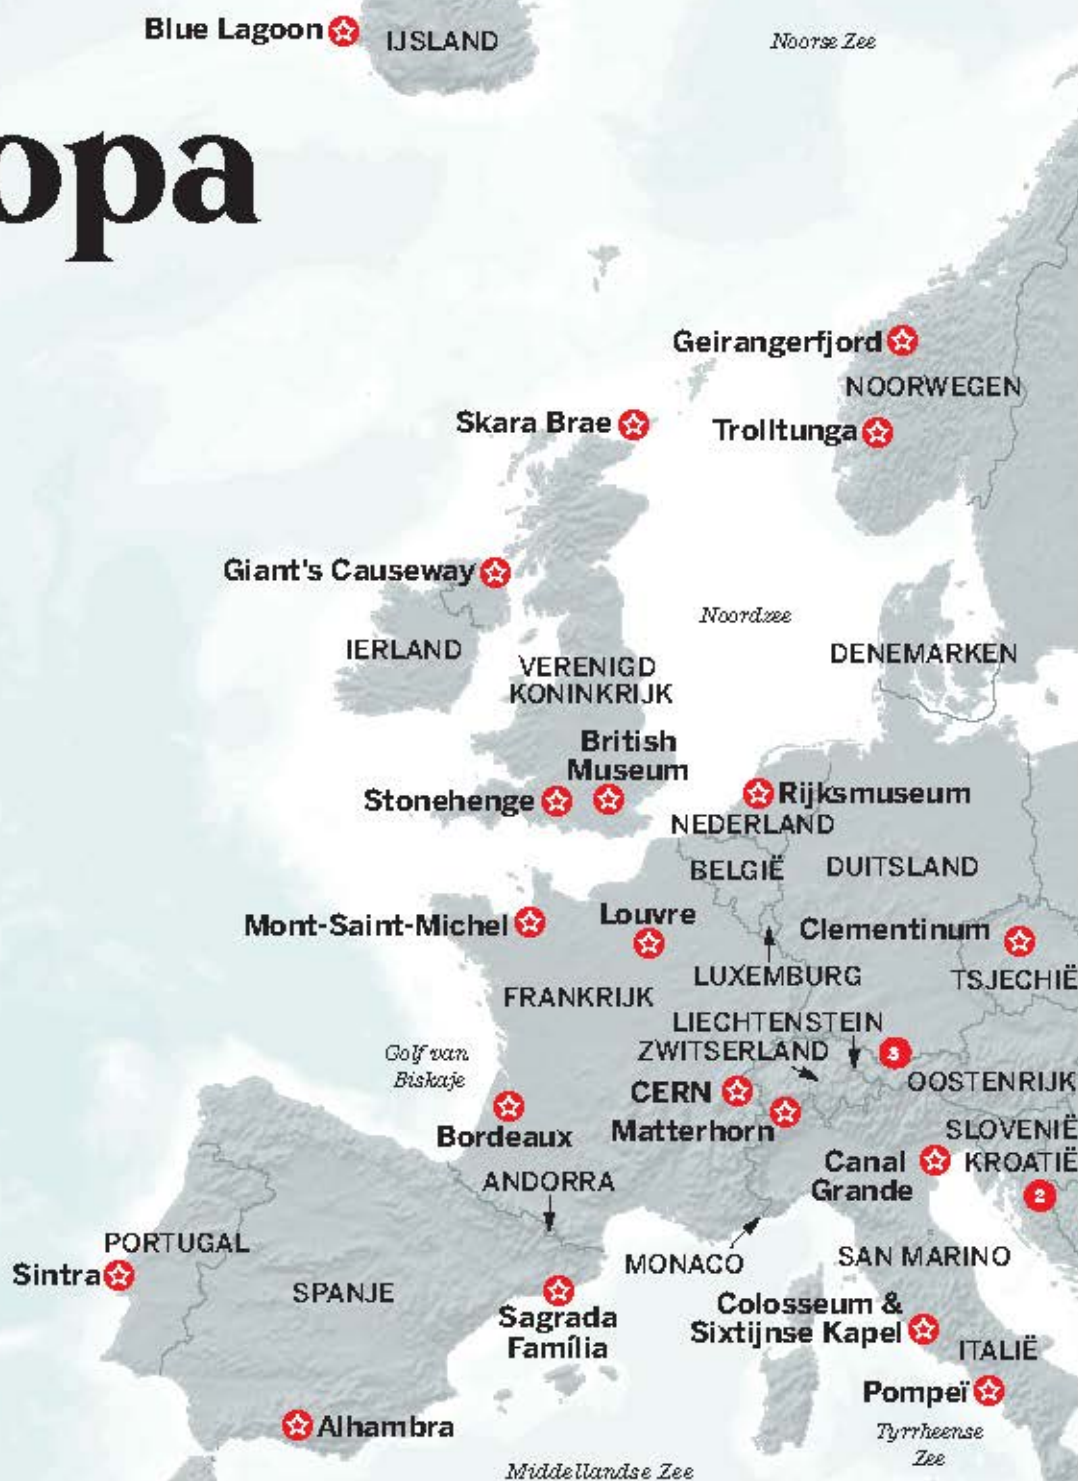 Blue Lagoon
IJSLAND
Noorse Zee
opa
Geirangerfjord
NOORWEGEN
Skara Brae
Trolltunga
Giant's Causeway
Noordzee
IERLAND
VERENIGD
KONINKRIJK
DENEMARKEN
British
Museum
Stonehenge
Rijksmuseum
NEDERLAND
BELGIË
DUITSLAND
Mont-Saint-Michel
Louvre
Clementinum
LUXEMBURG
TSJECHIË
FRANKRIJK
LIECHTENSTEIN
Golf van
Biskaje
ZWITSERLAND
3
CERN
OOSTENRIJK
Bordeaux
Matterhorn
SLOVENIË
Canal
Grande
KROATIË
2
ANDORRA
PORTUGAL
MONACO
SAN MARINO
Sintra
SPANJE
Sagrada
Família
Colosseum &
Sixtijnse Kapel
ITALIË
Pompeï
Alhambra
Tyrrheense
Zee
Middellandse Zee